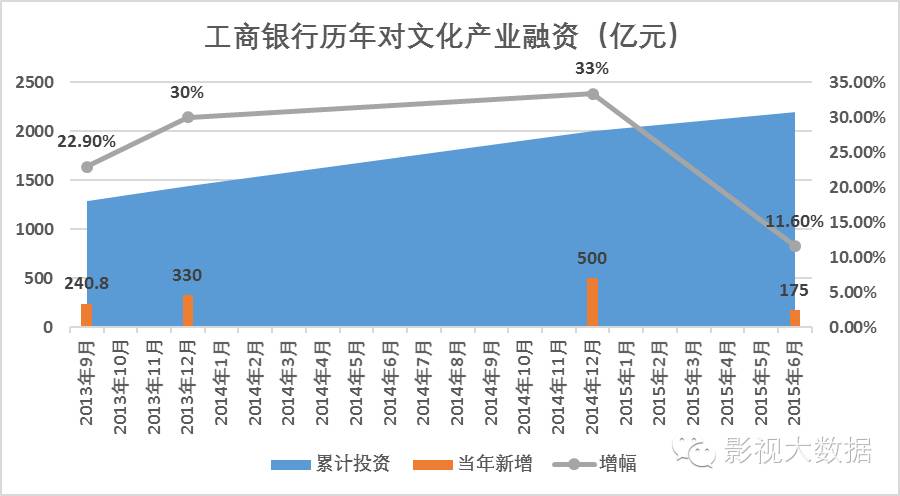 工商银行历年对文化产业融资（亿元）
2500
2000
1500
1000
500
0
35.00%
30.00%
25.00%
20.00%
15.00%
10.00%
5.00%
0.00%
22.90%
30%
33%
11.60%
240.8
330
500
175
2013年9月
2013年10月
2013年11月
2013年12月
2014年1月
2014年2月
2014年3月
2014年4月
2014年5月
2014年6月
2014年7月
2014年8月
2014年9月
2014年10月
2014年11月
2014年12月
2015年1月
2015年2月
2015年3月
2015年4月
2015年5月
2015年6月
累计投资 当年新增 增幅
影视大数据